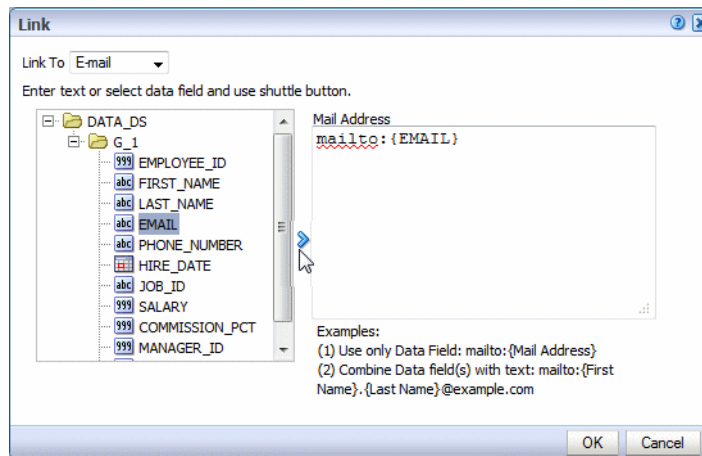 Link
Link To E-mail
Enter text or select data field and use shuttle button.
DATA_DS
G_1
999 EMPLOYEE_ID
abc FIRST_NAME
abc LAST_NAME
abc EMAIL
abc PHONE_NUMBER
HIRE_DATE
abc JOB_ID
999 SALARY
999 COMMISSION_PCT
999 MANAGER_ID
Mail Address
mailto:{EMAIL}
Examples:
(1) Use only Data Field: mailto:{Mail Address}
(2) Combine Data field(s) with text: mailto:{First
Name}.{Last Name}@example.com
OK Cancel